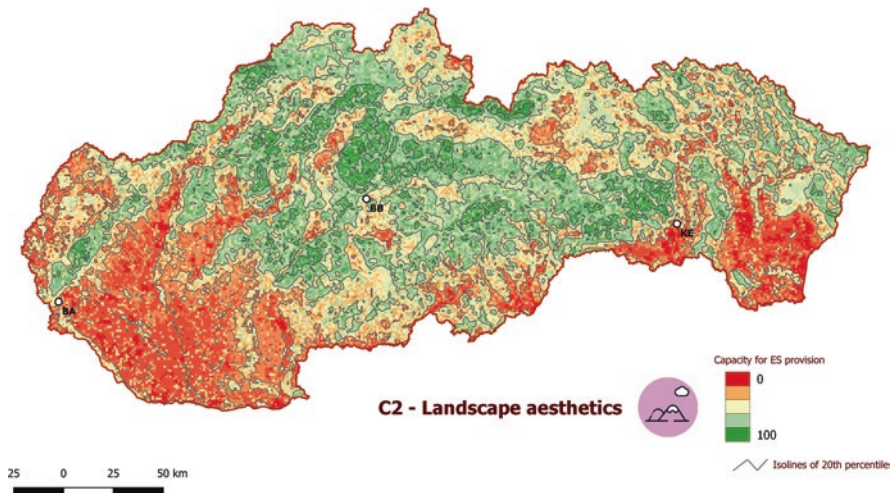 BB
KE
BA
Capacity for ES provision
0
100
C2 - Landscape aesthetics
Isolines of 20th percentiles
25 0 25 50 km